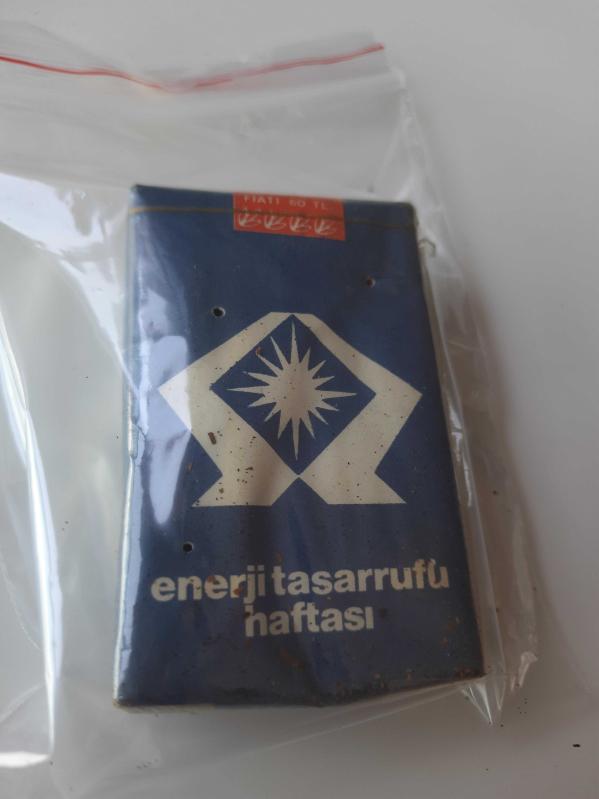 FİATI 60 TL.
enerji tasarrufu
haftası